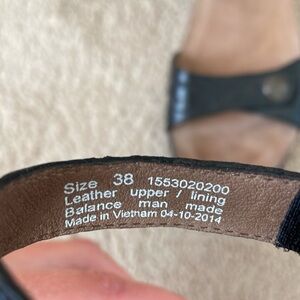 Size 38 1553020200
Leather upper / lining
Balance man made
Made in Vietnam 04-10-2014